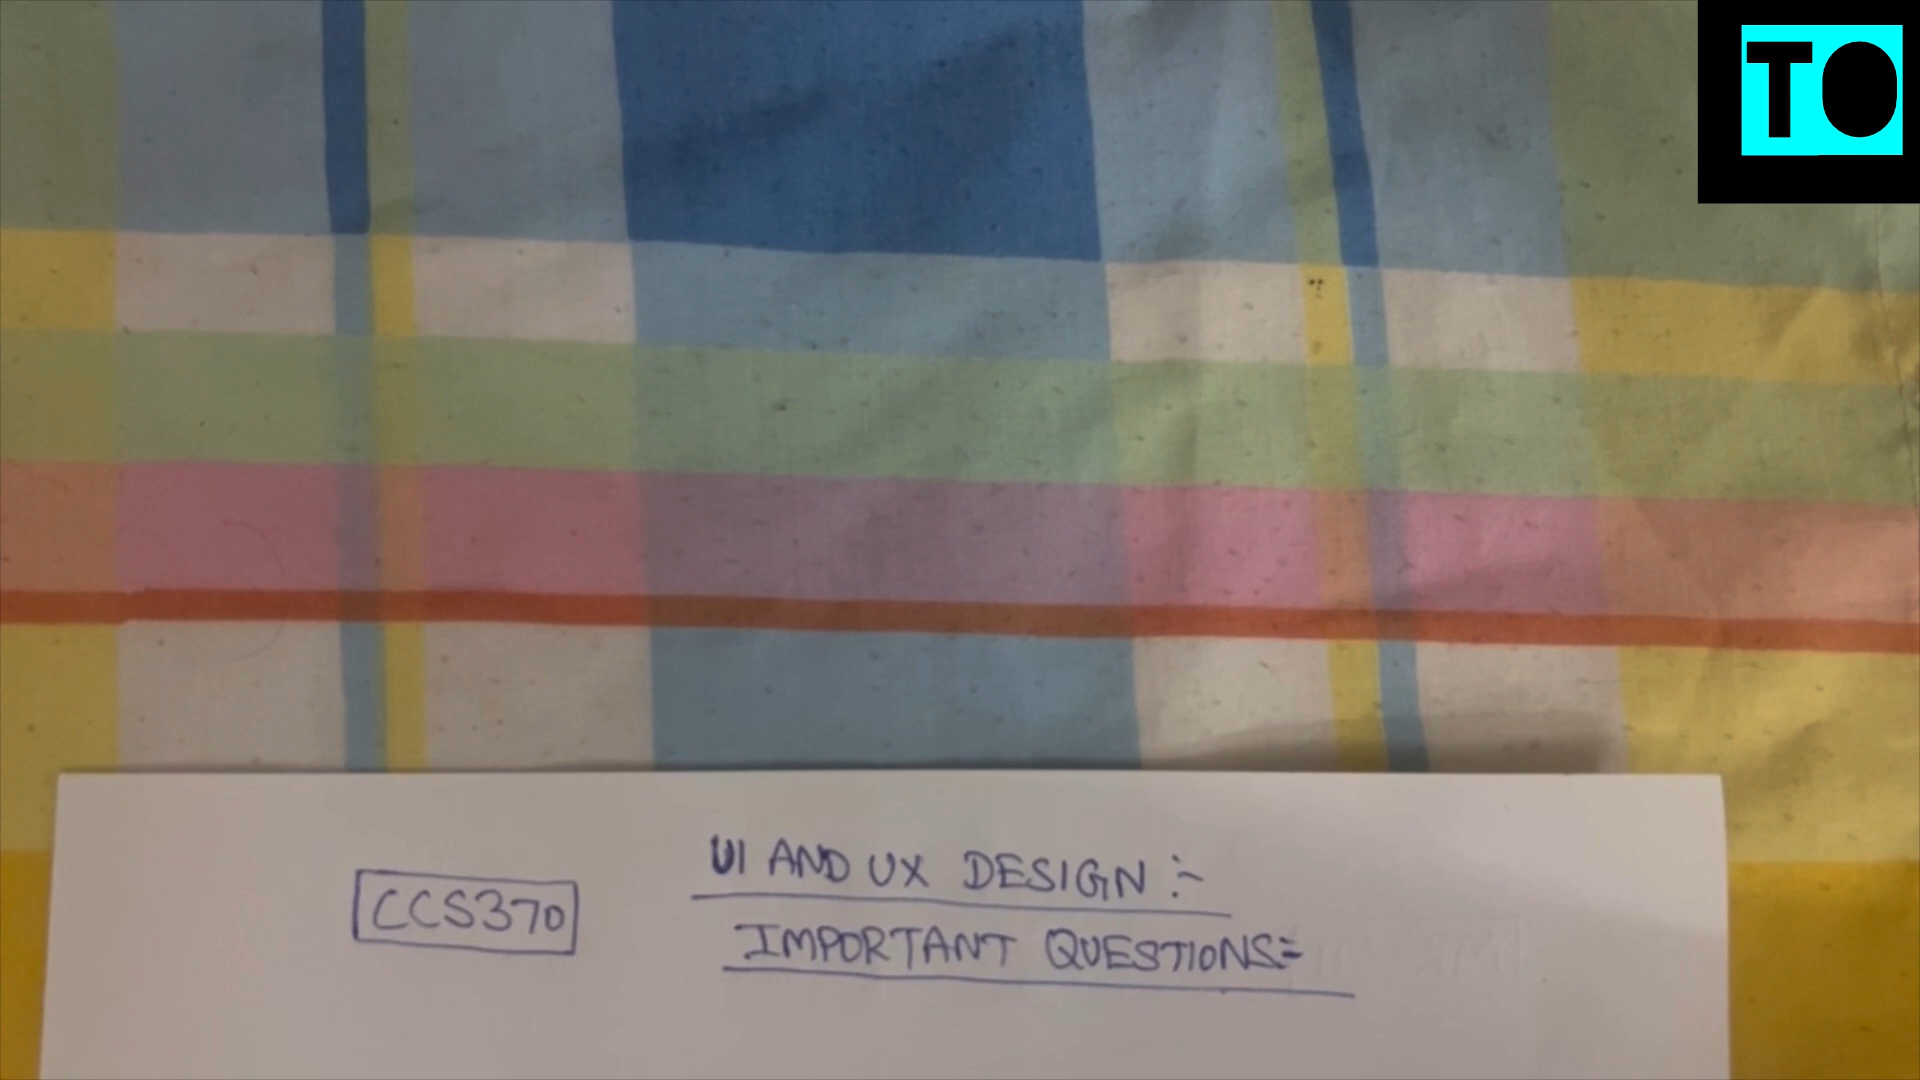 TO
UI AND UX DESIGN :-
CCS370
IMPORTANT QUESTIONS:-